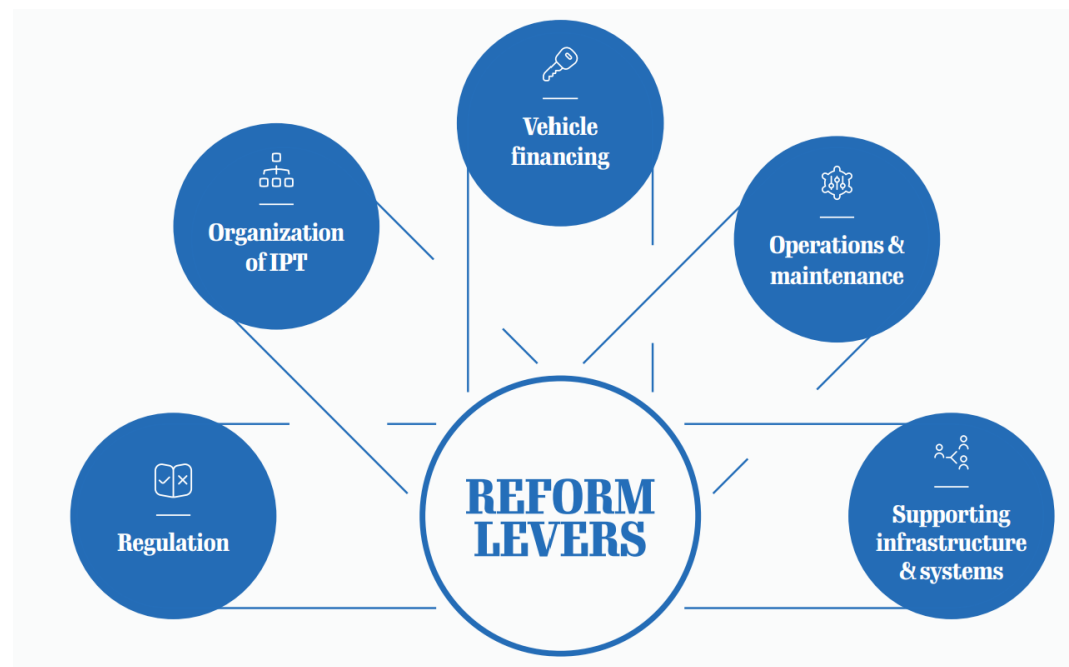 Vehicle
financing
Organization
of IPT
Operations &
maintenance
Regulation
REFORM
LEVERS
Supporting
infrastructure
& systems